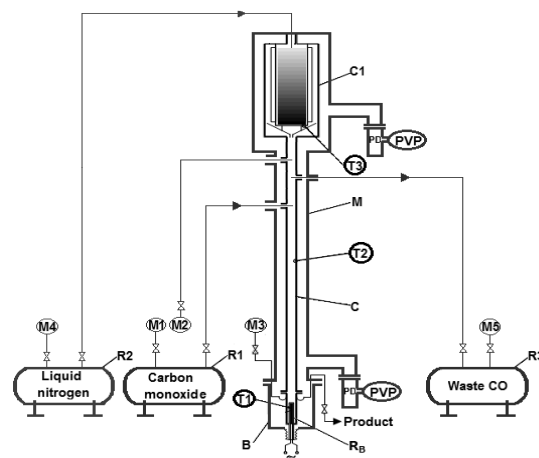 C1
PD
PVP
T3
M
T2
C
M4
M1
M2
M3
M5
R2
R1
R3
Liquid
nitrogen
Carbon
monoxide
Waste CO
PD
PVP
T1
Product
B
RB